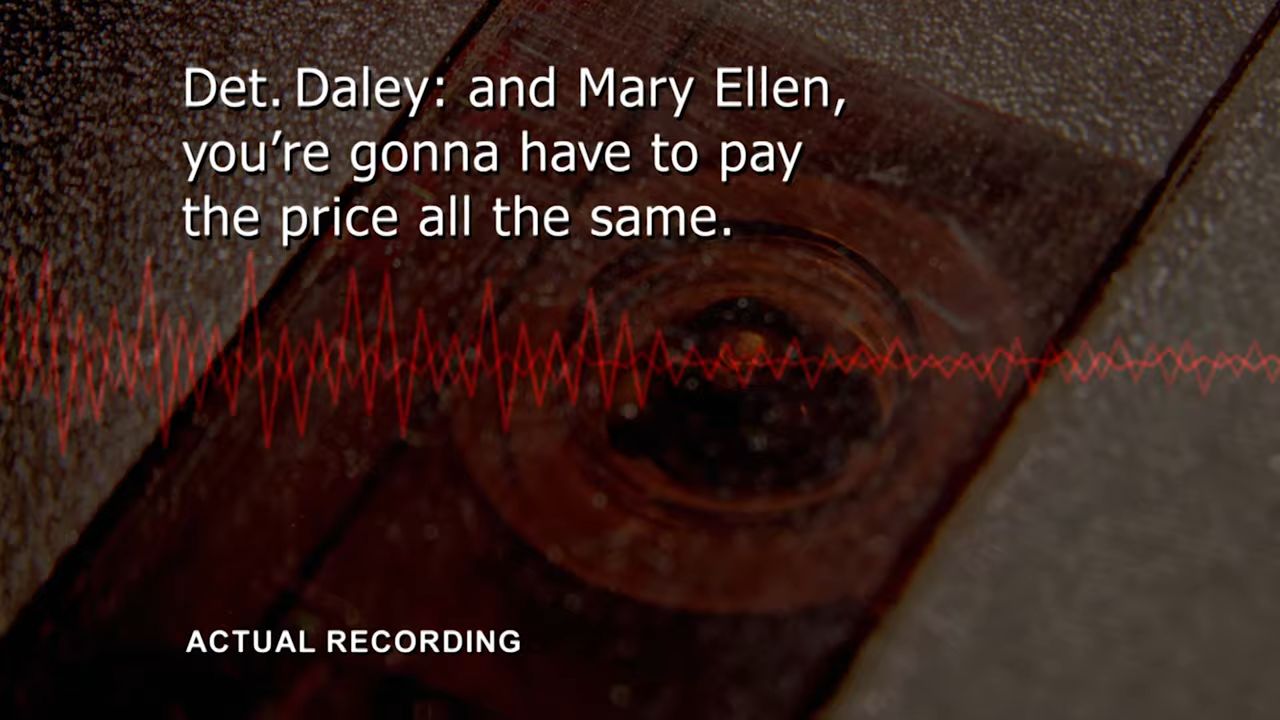 Det. Daley: and Mary Ellen,
you’re gonna have to pay
the price all the same.
ACTUAL RECORDING